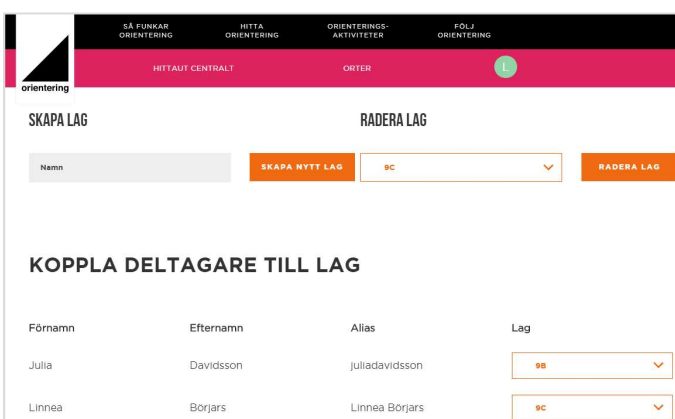 SÅ FUNKAR ORIENTERING
HITTA ORIENTERING
ORIENTERINGS-AKTIVITETER
FÖLJ ORIENTERING
orientering
HITTAUT CENTRALT ORTER L
SKAPA LAG RADERA LAG
Namn SKAPA NYTT LAG 9C RADERA LAG
KOPPLA DELTAGARE TILL LAG
Förnamn Efternamn Alias Lag
Julia Davidsson juliadavidsson 9B
Linnea Börjars Linnea Börjars 9C